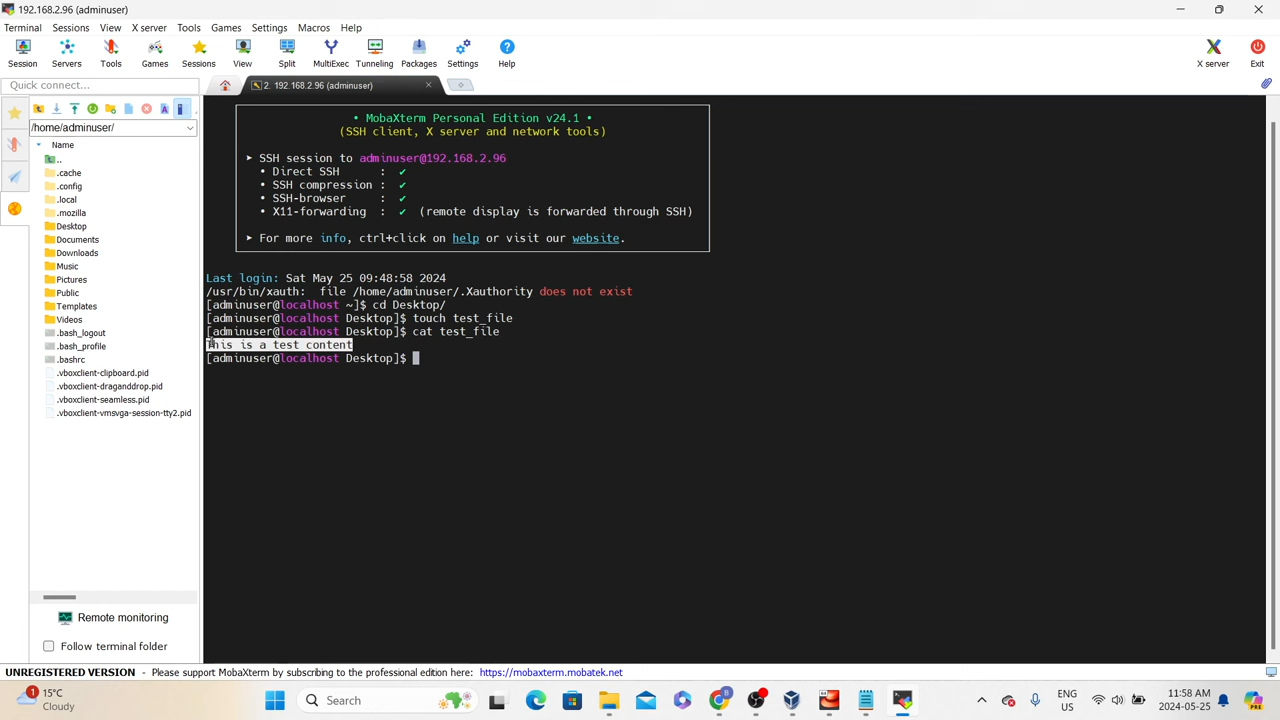 192.168.2.96 (adminuser)
Terminal Sessions View X server Tools Games Settings Macros Help
Session Servers Tools Games Sessions View Split MultiExec Tunneling Packages Settings Help X server Exit
Quick connect...
2. 192.168.2.96 (adminuser)
/home/adminuser/
Name
..
.cache
.config
.local
.mozilla
Desktop
Documents
Downloads
Music
Pictures
Public
Templates
Videos
.bash_logout
.bash_profile
.bashrc
.vboxclient-clipboard.pid
.vboxclient-draganddrop.pid
.vboxclient-seamless.pid
.vboxclient-vmsvga-session-tty2.pid
Remote monitoring
Follow terminal folder
• MobaXterm Personal Edition v24.1 •
(SSH client, X server and network tools)
➤ SSH session to adminuser@192.168.2.96
• Direct SSH : ✔
• SSH compression : ✔
• SSH-browser : ✔
• X11-forwarding : ✔ (remote display is forwarded through SSH)
➤ For more info, ctrl+click on help or visit our website.
Last login: Sat May 25 09:48:58 2024
/usr/bin/xauth: file /home/adminuser/.Xauthority does not exist
[adminuser@localhost ~]$ cd Desktop/
[adminuser@localhost Desktop]$ touch test_file
[adminuser@localhost Desktop]$ cat test_file
This is a test content
[adminuser@localhost Desktop]$
UNREGISTERED VERSION - Please support MobaXterm by subscribing to the professional edition here: https://mobaxterm.mobatek.net
1
15°C
Cloudy
Search
ENG
US
11:58 AM
2024-05-25